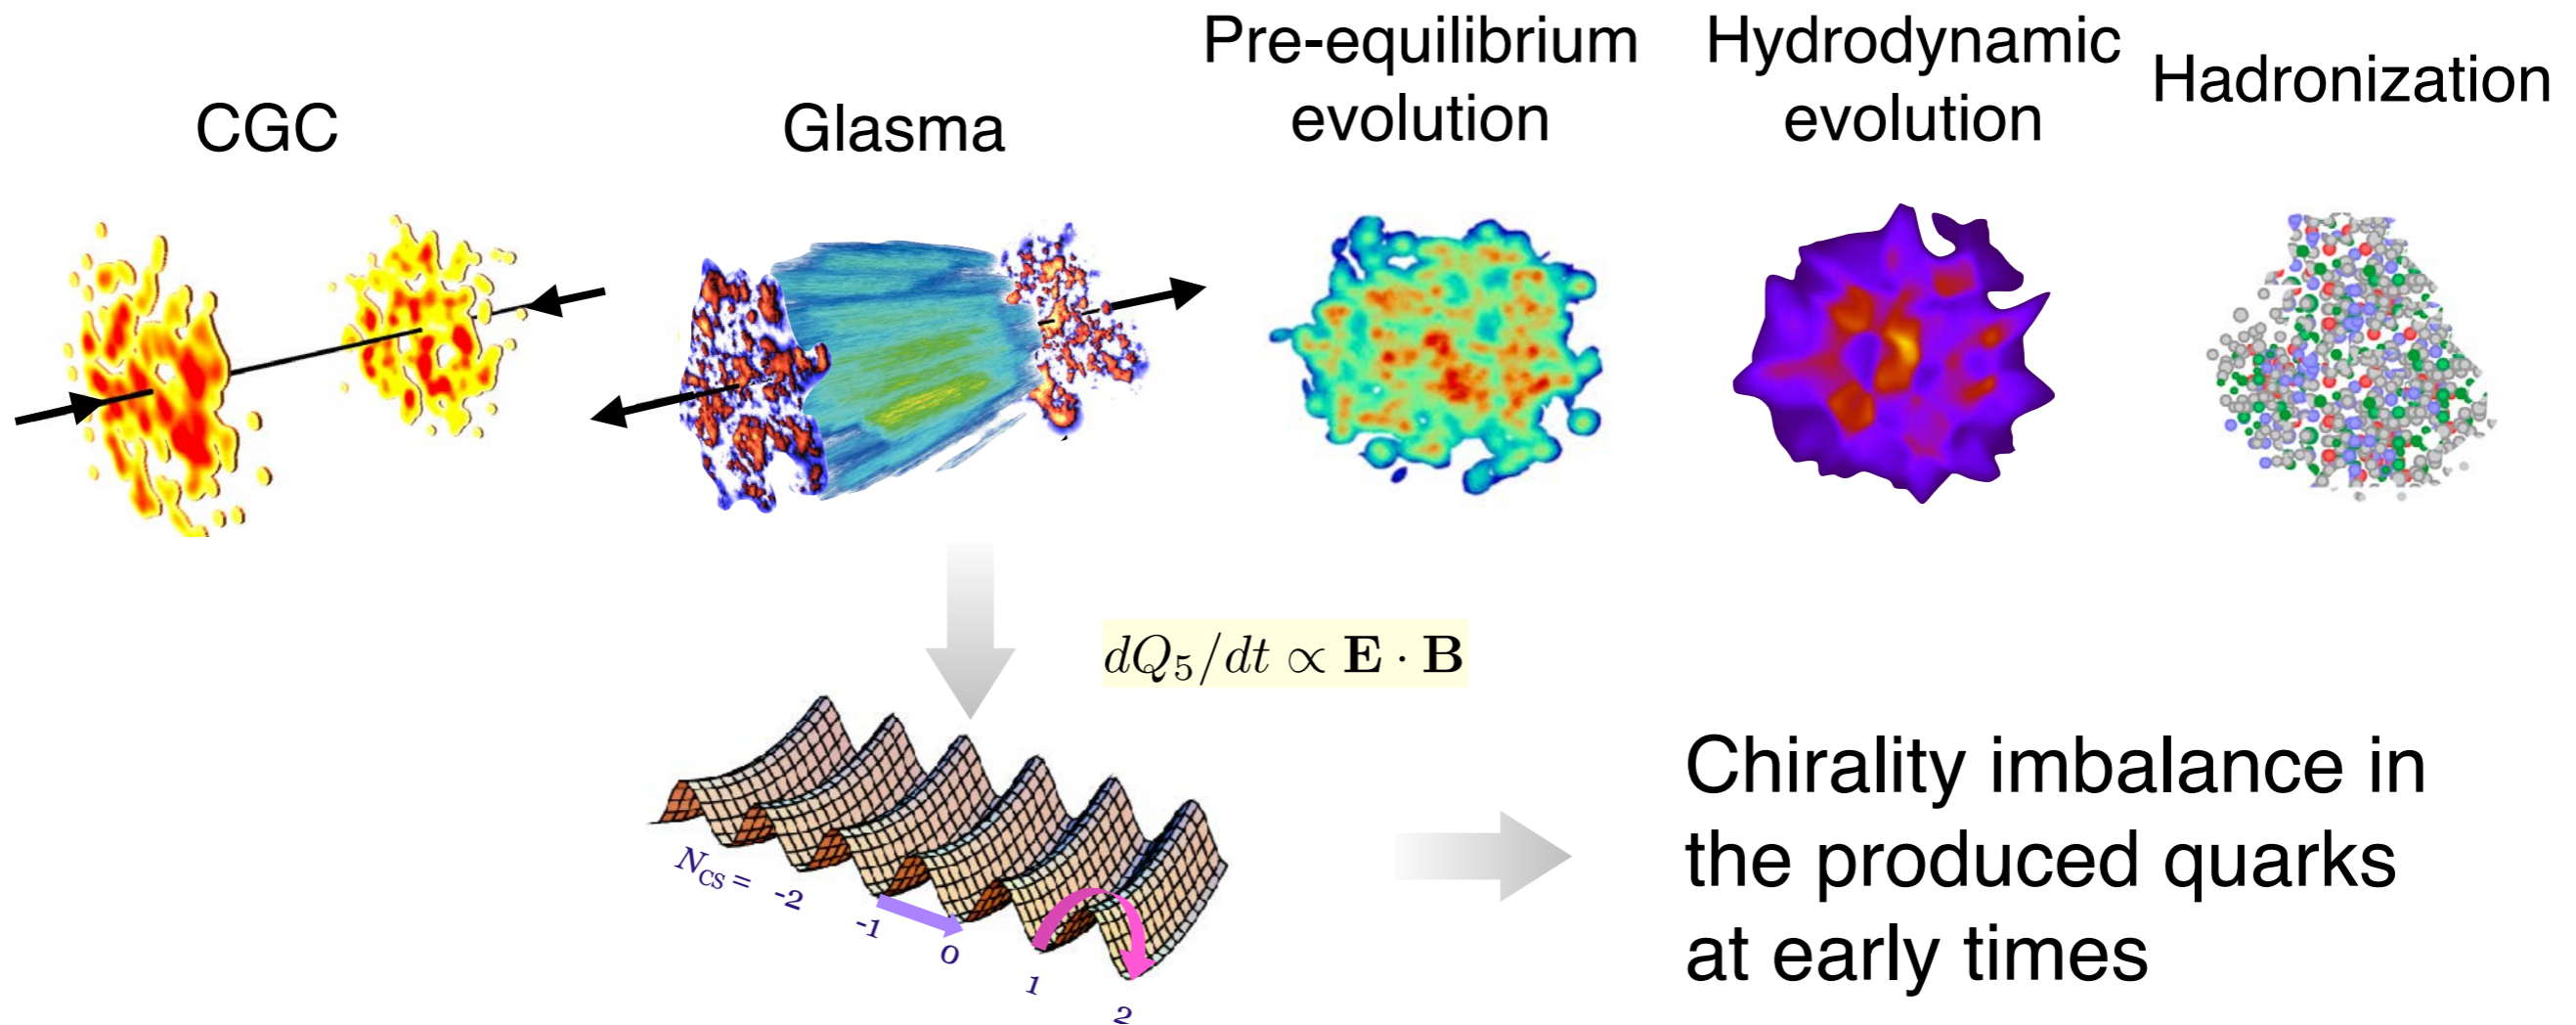 CGC
Glasma
Pre-equilibrium
evolution
Hydrodynamic
evolution
Hadronization
dQ₅/dt ∝ E · B
N_CS = -2
-1
0
1
2
Chirality imbalance in
the produced quarks
at early times